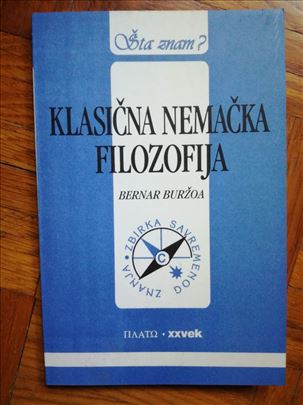 Šta znam?
KLASIČNA NEMAČKA
FILOZOFIJA
BERNAR BURŽOA
ZBIRKA SAVREMENOG ZNANJA
C
ΠΛΑΤΩ • XXvek